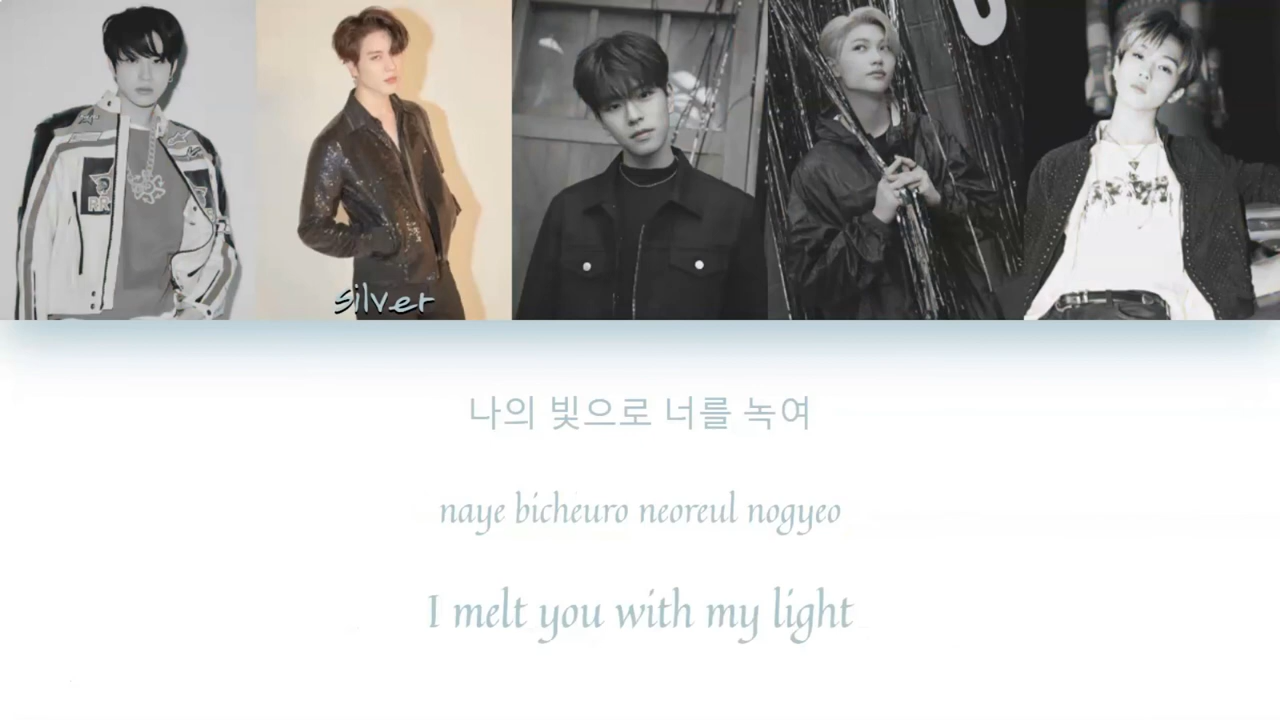 silver
나의 빛으로 너를 녹여
naye bicheuro neoreul nogyeo
I melt you with my light